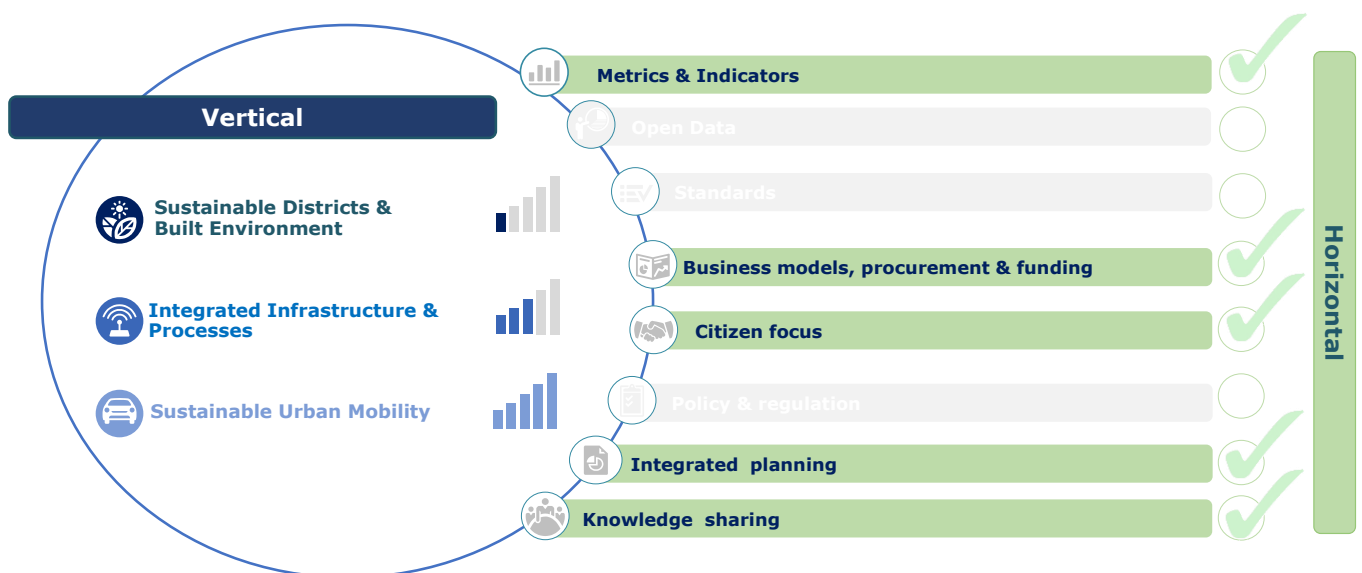 Vertical
Sustainable Districts &
Built Environment
Integrated Infrastructure &
Processes
Sustainable Urban Mobility
Metrics & Indicators
Open Data
Standards
Business models, procurement & funding
Citizen focus
Policy & regulation
Integrated planning
Knowledge sharing
Horizontal